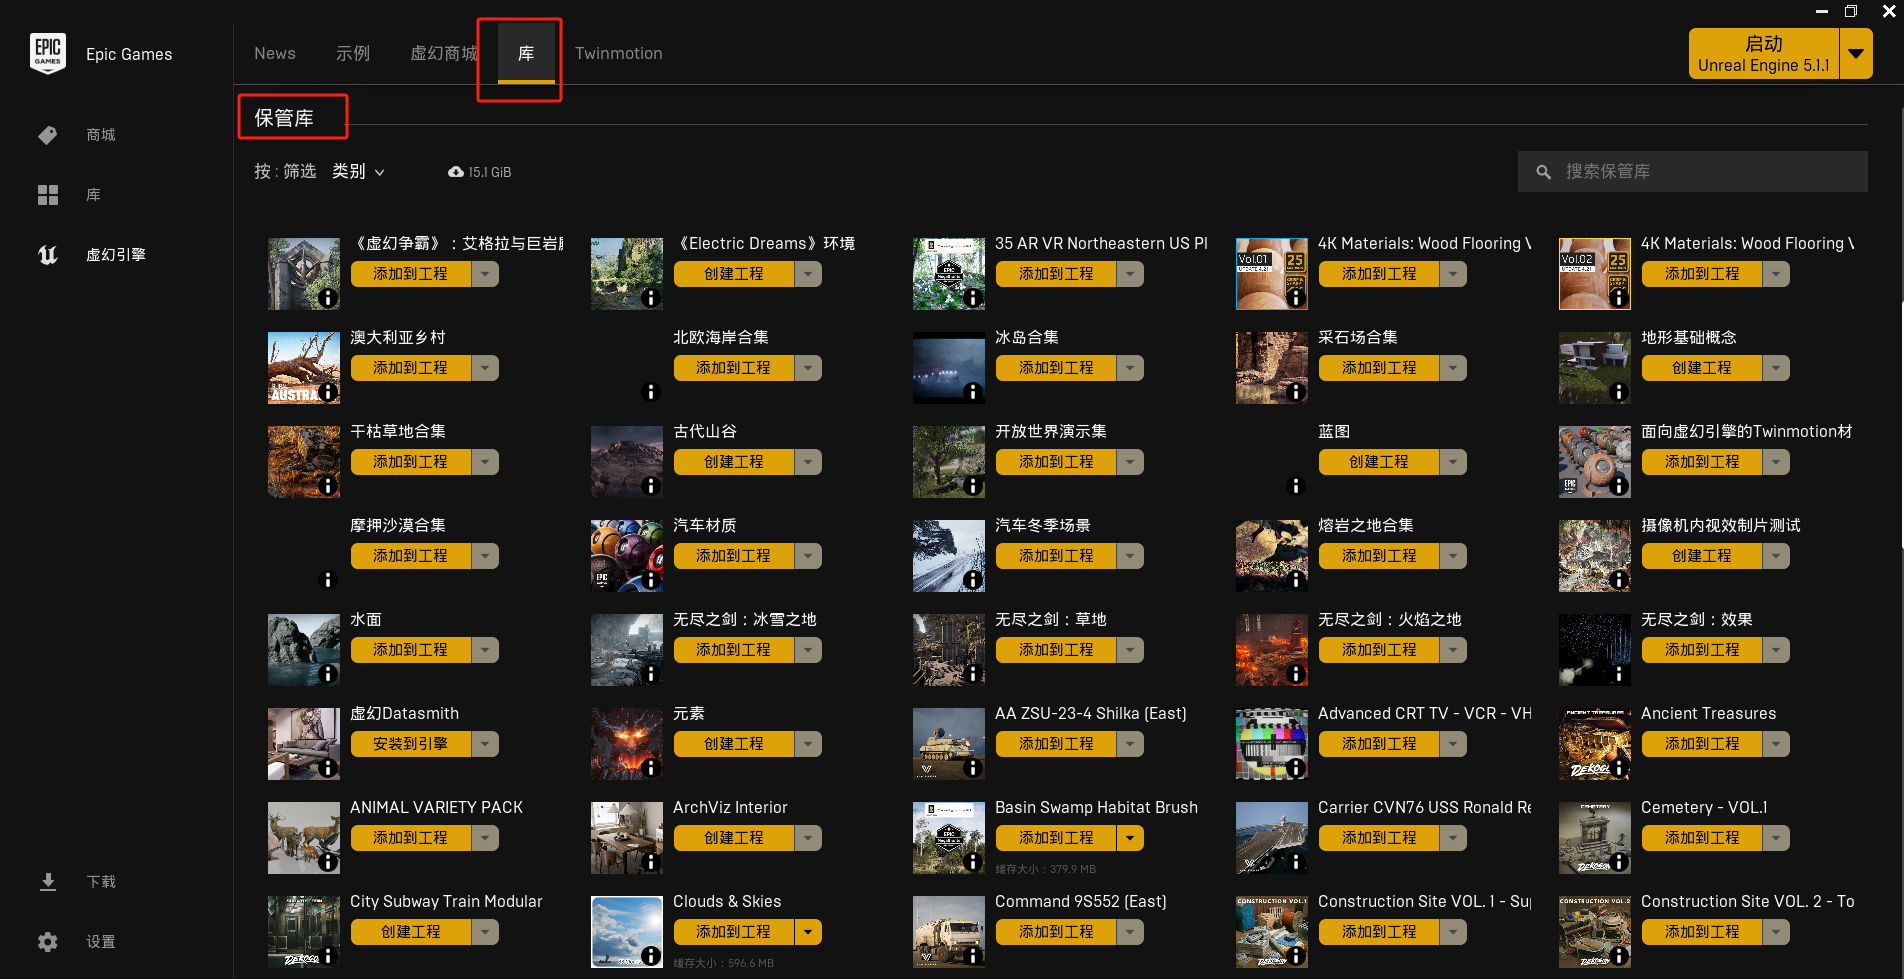 EPIC GAMES
Epic Games
News
示例
虚幻商城
库
Twinmotion
启动
Unreal Engine 5.1.1
商城
库
虚幻引擎
下载
设置
保管库
按 : 筛选 类别
15.1 GiB
搜索保管库
《虚幻争霸》：艾格拉与巨岩
添加到工程
《Electric Dreams》环境
创建工程
35 AR VR Northeastern US Pl
添加到工程
4K Materials: Wood Flooring V
添加到工程
Vol.01
25
4K Materials: Wood Flooring V
添加到工程
Vol.02
25
澳大利亚乡村
添加到工程
北欧海岸合集
添加到工程
冰岛合集
添加到工程
采石场合集
添加到工程
地形基础概念
创建工程
干枯草地合集
添加到工程
古代山谷
创建工程
开放世界演示集
添加到工程
蓝图
创建工程
面向虚幻引擎的Twinmotion材
添加到工程
摩押沙漠合集
添加到工程
汽车材质
添加到工程
汽车冬季场景
添加到工程
熔岩之地合集
添加到工程
摄像机内视效制片测试
创建工程
水面
添加到工程
无尽之剑：冰雪之地
添加到工程
无尽之剑：草地
添加到工程
无尽之剑：火焰之地
添加到工程
无尽之剑：效果
添加到工程
虚幻Datasmith
安装到引擎
元素
创建工程
AA ZSU-23-4 Shilka (East)
添加到工程
Advanced CRT TV - VCR - VH
添加到工程
Ancient Treasures
添加到工程
ANIMAL VARIETY PACK
添加到工程
ArchViz Interior
创建工程
Basin Swamp Habitat Brush
添加到工程
缓存大小：379.9 MB
Carrier CVN76 USS Ronald Re
添加到工程
Cemetery - VOL.1
添加到工程
City Subway Train Modular
创建工程
Clouds & Skies
添加到工程
缓存大小：596.6 MB
Command 9S552 (East)
添加到工程
Construction Site VOL. 1 - Sup
添加到工程
CONSTRUCTION VOL.1
Construction Site VOL. 2 - To
添加到工程
CONSTRUCTION VOL.2